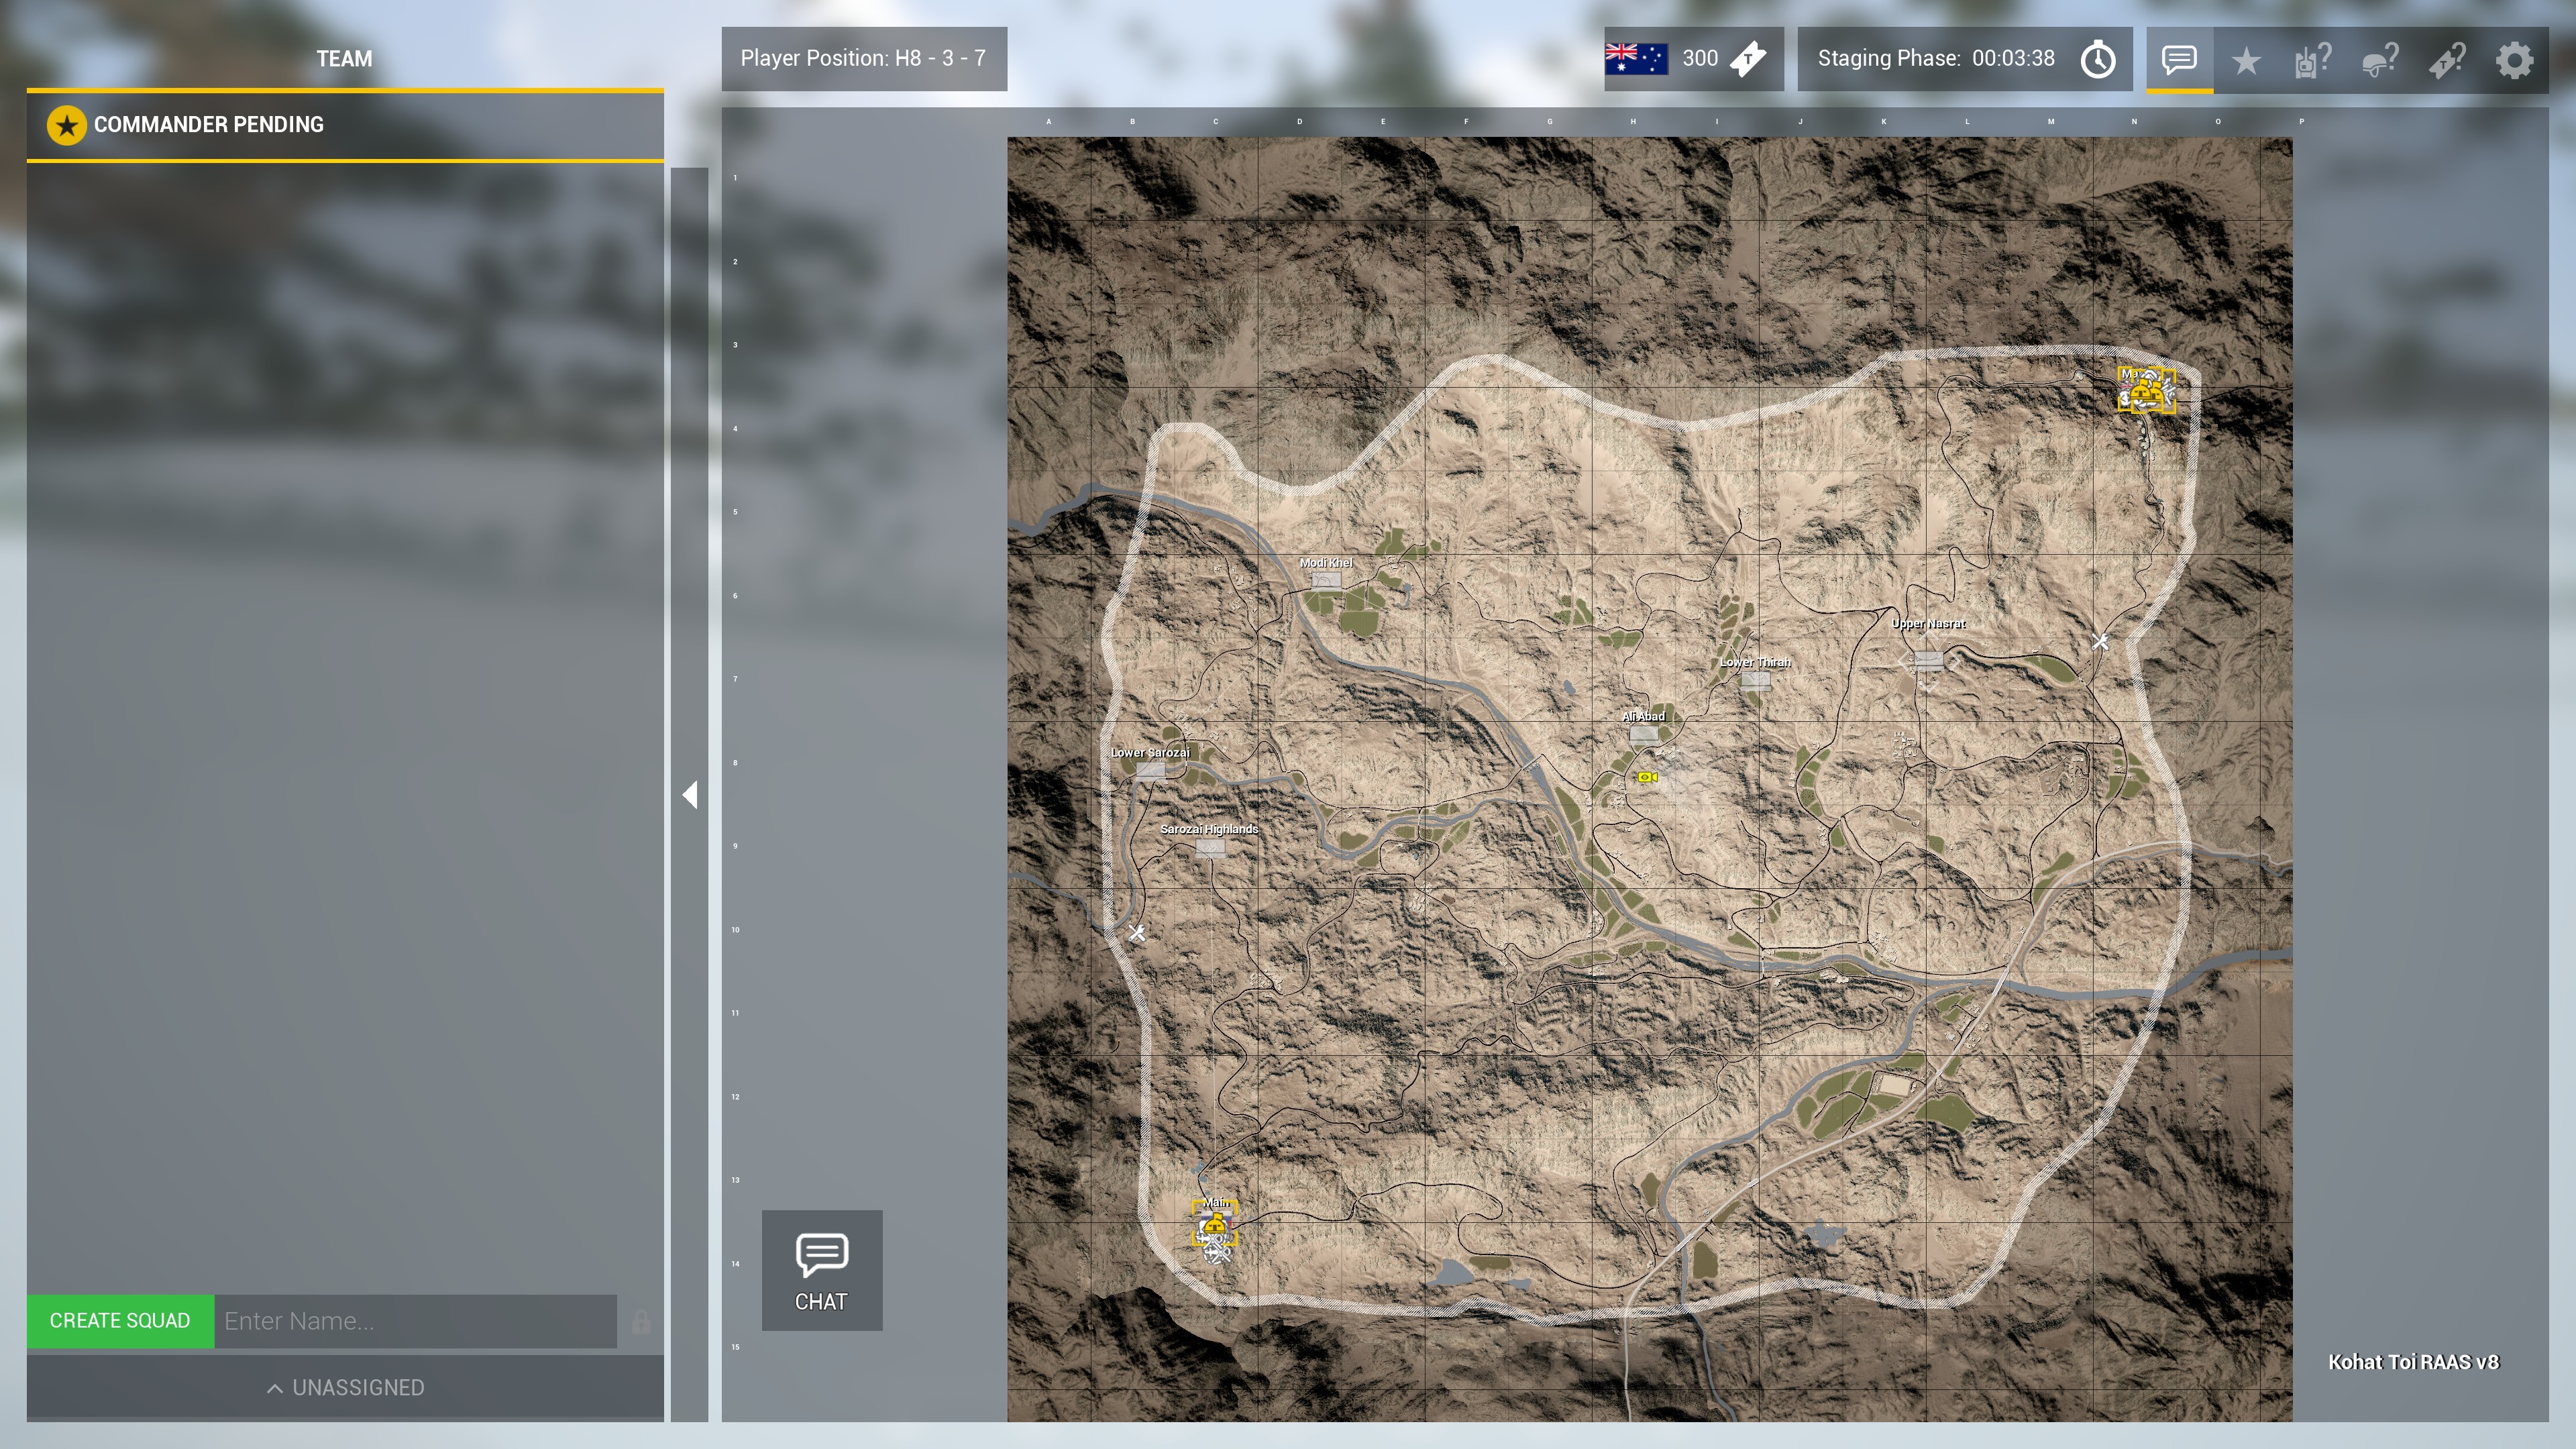 TEAM
Player Position: H8 - 3 - 7
300
T
Staging Phase: 00:03:38
?
?
T?
COMMANDER PENDING
A B C D E F G H I J K L M N O P
1
2
3
4
5
6
7
8
9
10
11
12
13
14
15
Modi Khel
Upper Nasrat
Lower Thirah
Ali Abad
Lower Sarozai
Sarozai Highlands
Main
CHAT
CREATE SQUAD
Enter Name...
UNASSIGNED
Kohat Toi RAAS v8